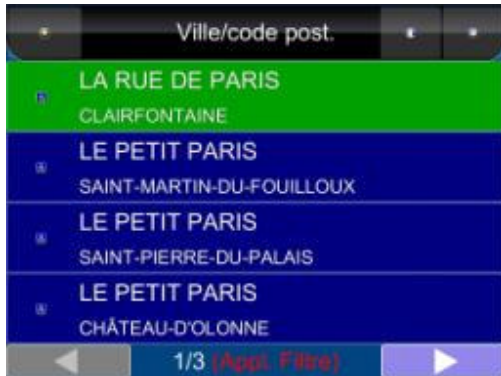 Ville/code post.
LA RUE DE PARIS
CLAIRFONTAINE
LE PETIT PARIS
SAINT-MARTIN-DU-FOUILLOUX
LE PETIT PARIS
SAINT-PIERRE-DU-PALAIS
LE PETIT PARIS
CHÂTEAU-D'OLONNE
1/3 (Appl. Filtre)